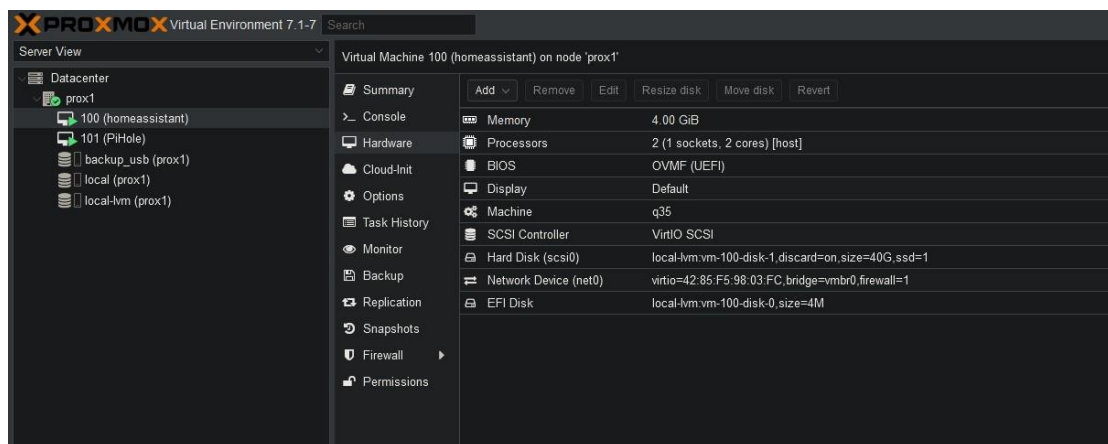 PROXMOX Virtual Environment 7.1-7 Search
Server View
Datacenter
prox1
100 (homeassistant)
101 (PiHole)
backup_usb (prox1)
local (prox1)
local-lvm (prox1)
Virtual Machine 100 (homeassistant) on node 'prox1'
Summary
Console
Hardware
Cloud-Init
Options
Task History
Monitor
Backup
Replication
Snapshots
Firewall
Permissions
Add Remove Edit Resize disk Move disk Revert
Memory 4.00 GiB
Processors 2 (1 sockets, 2 cores) [host]
BIOS OVMF (UEFI)
Display Default
Machine q35
SCSI Controller VirtIO SCSI
Hard Disk (scsi0) local-lvm:vm-100-disk-1,discard=on,size=40G,ssd=1
Network Device (net0) virtio=42:85:F5:98:03:FC,bridge=vmbr0,firewall=1
EFI Disk local-lvm:vm-100-disk-0,size=4M